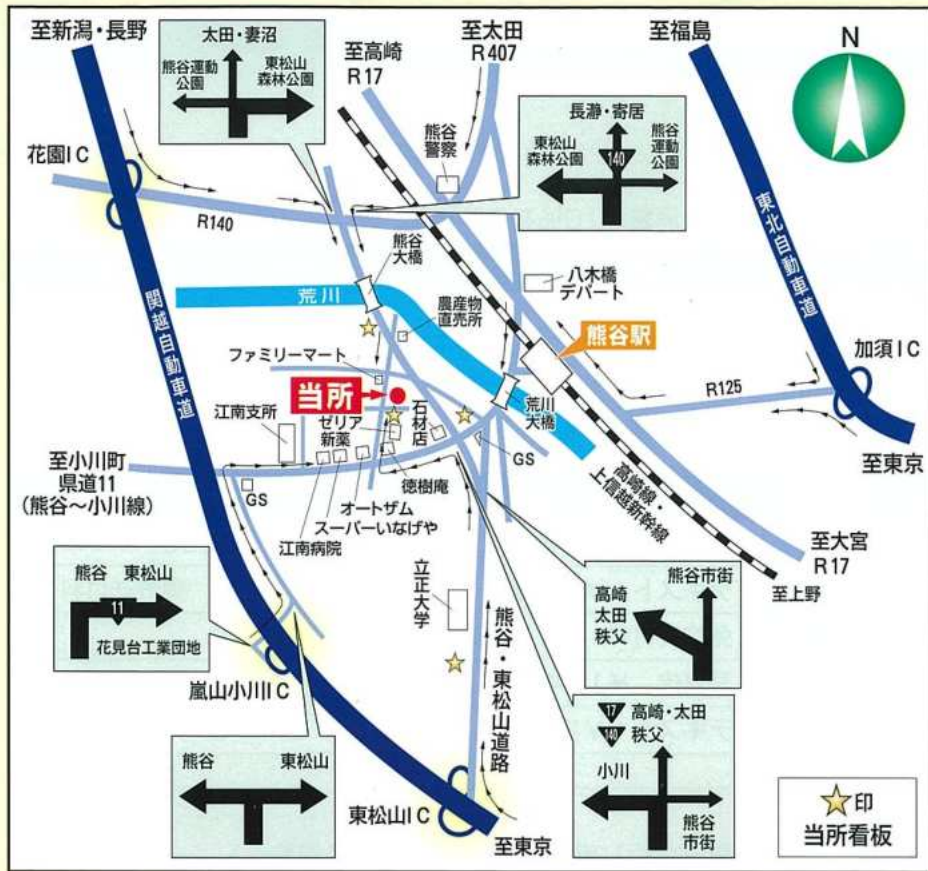 至新潟・長野
太田・妻沼
熊谷運動
公園
東松山
森林公園
至高崎
R17
至太田
R407
至福島
N
長瀞・寄居
東松山
森林公園
140
熊谷
運動
公園
花園IC
熊谷
警察
R140
東北自動車道
熊谷
大橋
八木橋
デパート
荒川
農産物
直売所
関越自動車道
熊谷駅
加須IC
ファミリーマート
R125
当所
荒川
大橋
江南支所
ゼリア
新薬
石材店
GS
至東京
至小川町
県道11
(熊谷~小川線)
徳樹庵
GS
オートザム
スーパーいなげや
江南病院
高崎線・
上信越新幹線
至大宮
R17
至上野
熊谷 東松山
11
花見台工業団地
立正大学
熊谷市街
高崎
太田
秩父
嵐山小川IC
熊谷・東松山道路
17 高崎・太田
140 秩父
小川
熊谷
市街
熊谷 東松山
東松山IC
至東京
印
当所看板